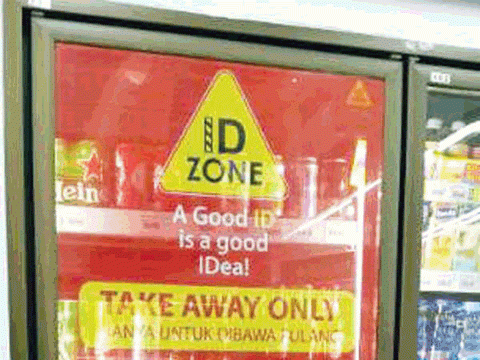 ID
ZONE
A Good ID
is a good
IDea!
TAKE AWAY ONLY
HANYA UNTUK DIBAWA PULANG